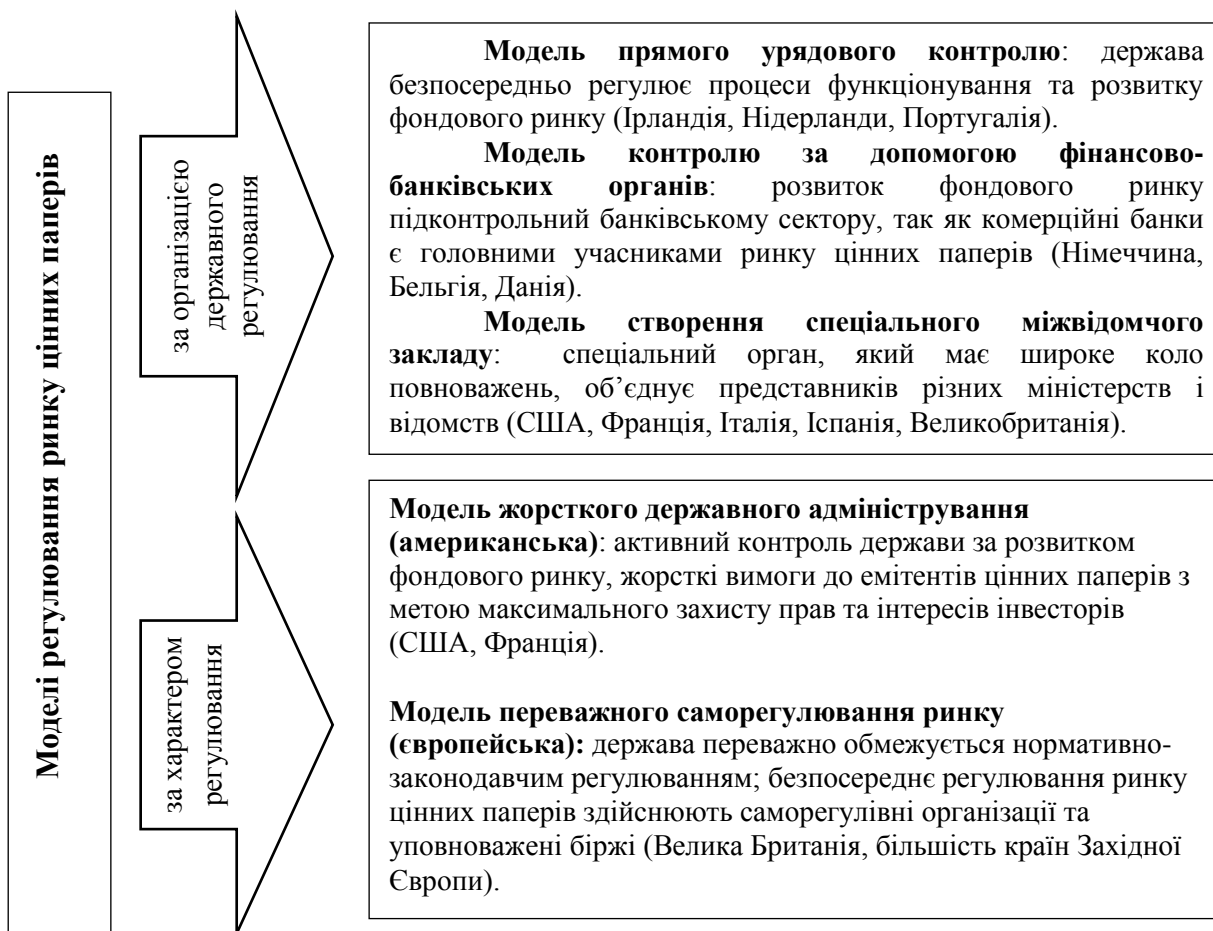 Моделі регулювання ринку цінних паперів
за організацією
державного
регулювання
Модель прямого урядового контролю: держава
безпосередньо регулює процеси функціонування та розвитку
фондового ринку (Ірландія, Нідерланди, Португалія).
Модель контролю за допомогою фінансово-
банківських органів: розвиток фондового ринку
підконтрольний банківському сектору, так як комерційні банки
є головними учасниками ринку цінних паперів (Німеччина,
Бельгія, Данія).
Модель створення спеціального міжвідомчого
закладу: спеціальний орган, який має широке коло
повноважень, об’єднує представників різних міністерств і
відомств (США, Франція, Італія, Іспанія, Великобританія).
за характером
регулювання
Модель жорсткого державного адміністрування
(американська): активний контроль держави за розвитком
фондового ринку, жорсткі вимоги до емітентів цінних паперів з
метою максимального захисту прав та інтересів інвесторів
(США, Франція).
Модель переважного саморегулювання ринку
(європейська): держава переважно обмежується нормативно-
законодавчим регулюванням; безпосереднє регулювання ринку
цінних паперів здійснюють саморегулівні організації та
уповноважені біржі (Велика Британія, більшість країн Західної
Європи).